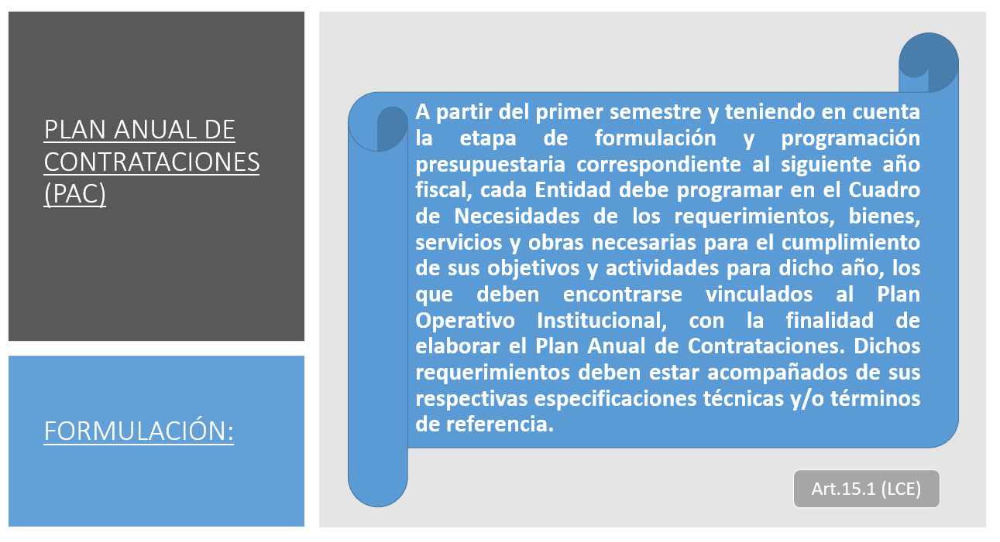 PLAN ANUAL DE
CONTRATACIONES
(PAC)
FORMULACIÓN:
A partir del primer semestre y teniendo en cuenta
la etapa de formulación y programación
presupuestaria correspondiente al siguiente año
fiscal, cada Entidad debe programar en el Cuadro
de Necesidades de los requerimientos, bienes,
servicios y obras necesarias para el cumplimiento
de sus objetivos y actividades para dicho año, los
que deben encontrarse vinculados al Plan
Operativo Institucional, con la finalidad de
elaborar el Plan Anual de Contrataciones. Dichos
requerimientos deben estar acompañados de sus
respectivas especificaciones técnicas y/o términos
de referencia.
Art.15.1 (LCE)